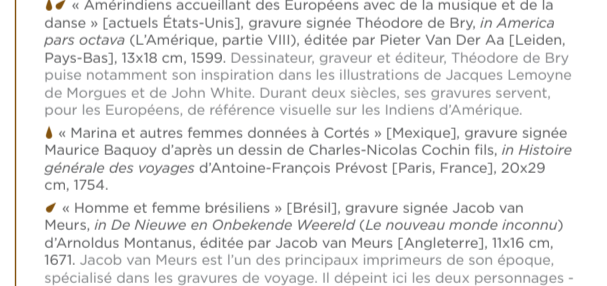 « Amérindiens accueillant des Européens avec de la musique et de la
danse » [actuels États-Unis], gravure signée Théodore de Bry, in America
pars octava (L'Amérique, partie VIII), éditée par Pieter Van Der Aa [Leiden,
Pays-Bas], 13x18 cm, 1599. Dessinateur, graveur et éditeur, Théodore de Bry
puise notamment son inspiration dans les illustrations de Jacques Lemoyne
de Morgues et de John White. Durant deux siècles, ses gravures servent,
pour les Européens, de référence visuelle sur les Indiens d'Amérique.
« Marina et autres femmes données à Cortés » [Mexique], gravure signée
Maurice Baquoy d'après un dessin de Charles-Nicolas Cochin fils, in Histoire
générale des voyages d'Antoine-François Prévost [Paris, France], 20x29
cm, 1754.
« Homme et femme brésiliens » [Brésil], gravure signée Jacob van
Meurs, in De Nieuwe en Onbekende Weereld (Le nouveau monde inconnu)
d'Arnoldus Montanus, éditée par Jacob van Meurs [Angleterre], 11x16 cm,
1671. Jacob van Meurs est l'un des principaux imprimeurs de son époque,
spécialisé dans les gravures de voyage. Il dépeint ici les deux personnages -